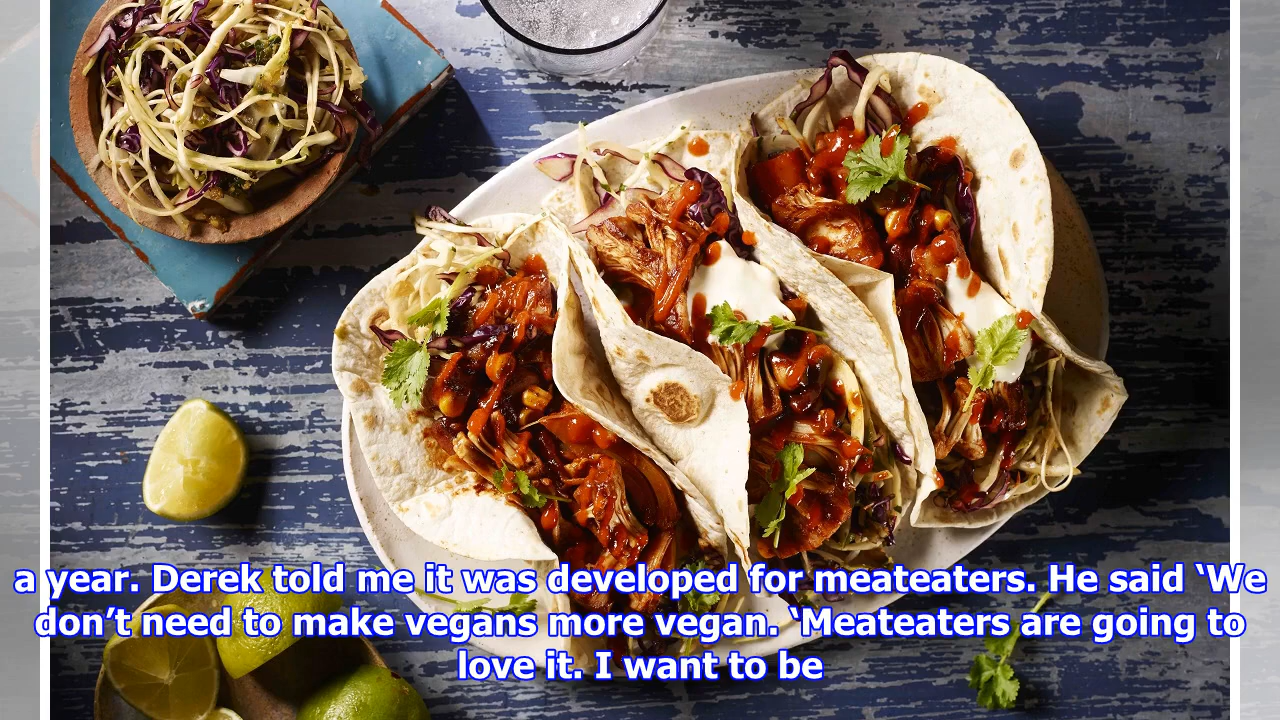 a year. Derek told me it was developed for meateaters. He said ‘We
don’t need to make vegans more vegan. ‘Meateaters are going to
love it. I want to be